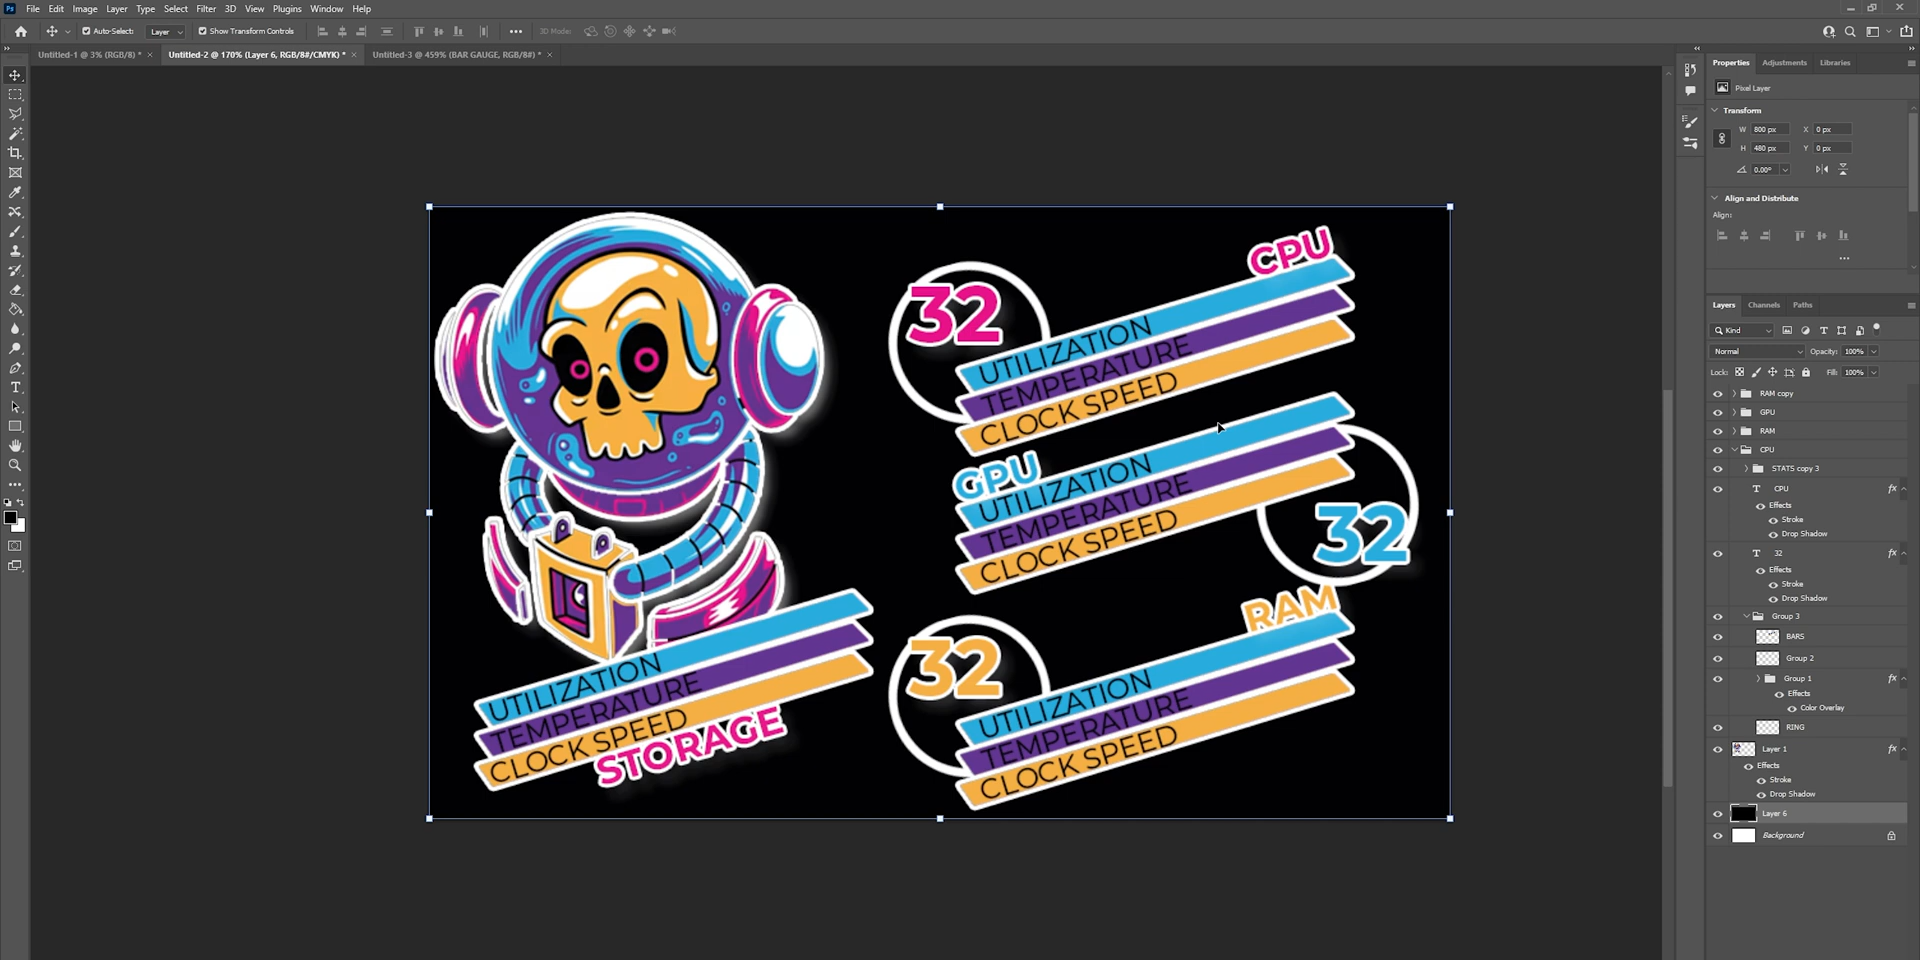 Ps File Edit Image Layer Type Select Filter 3D View Plugins Window Help
Auto-Select: Layer Show Transform Controls 3D Mode:
Untitled-1 @ 3% (RGB/8) * × Untitled-2 @ 170% (Layer 6, RGB/8#/CMYK) * × Untitled-3 @ 459% (BAR GAUGE, RGB/8#) * ×
Properties Adjustments Libraries
Pixel Layer
Transform
W 800 px X 0 px
H 480 px Y 0 px
0.00°
Align and Distribute
Align:
Layers Channels Paths
Kind
Normal Opacity: 100%
Lock: Fill: 100%
RAM copy
GPU
RAM
CPU
STATS copy 3
CPU fx
Effects
Stroke
Drop Shadow
32 fx
Effects
Stroke
Drop Shadow
Group 3
BARS
Group 2
Group 1 fx
Effects
Color Overlay
RING
Layer 1 fx
Effects
Stroke
Drop Shadow
Layer 6
Background
CPU
32
UTILIZATION
TEMPERATURE
CLOCK SPEED
GPU
UTILIZATION
TEMPERATURE
CLOCK SPEED
32
RAM
32
UTILIZATION
TEMPERATURE
CLOCK SPEED
UTILIZATION
TEMPERATURE
CLOCK SPEED
STORAGE